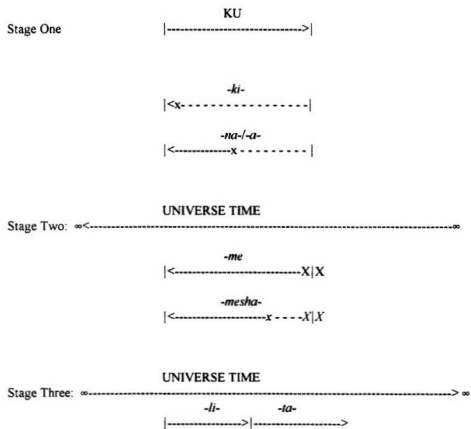 KU
Stage One |-------------------->|
-ki-
|<x- - - - - - - - - - - - - - - - - -|
-na-/-a-
|<-------------x- - - - - - - - - -|
UNIVERSE TIME
Stage Two: ∞<------------------------------------------------------------∞
-me
|<--------------------X|X
-mesha-
|<---------------x- - - -X|X
UNIVERSE TIME
Stage Three: ∞------------------------------------------------------------>∞
-li- -ta-
|------------->|-------------->